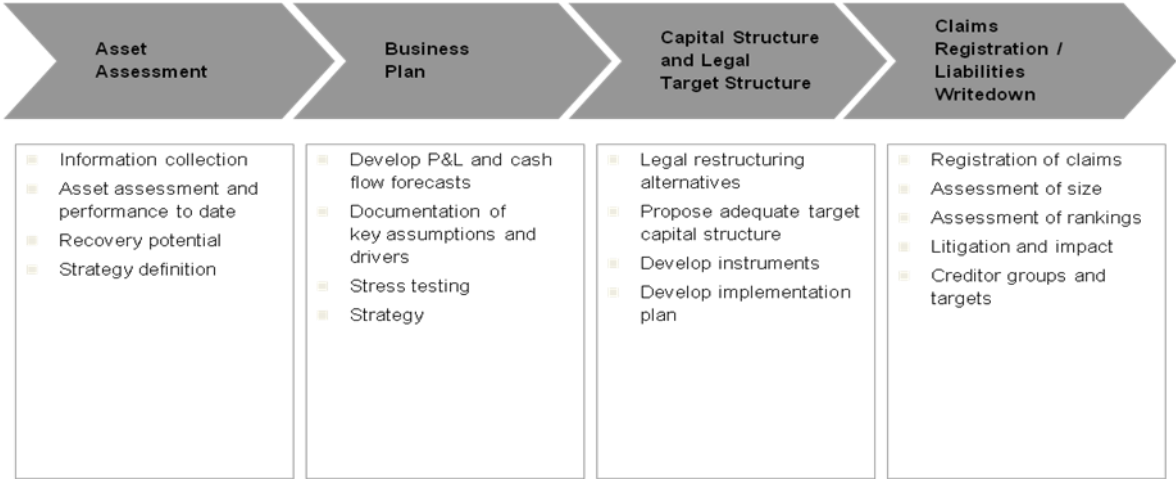 Asset
Assessment
Business
Plan
Capital Structure
and Legal
Target Structure
Claims
Registration /
Liabilities
Writedown
Information collection
Asset assessment and
performance to date
Recovery potential
Strategy definition
Develop P&L and cash
flow forecasts
Documentation of
key assumptions and
drivers
Stress testing
Strategy
Legal restructuring
alternatives
Propose adequate target
capital structure
Develop instruments
Develop implementation
plan
Registration of claims
Assessment of size
Assessment of rankings
Litigation and impact
Creditor groups and
targets